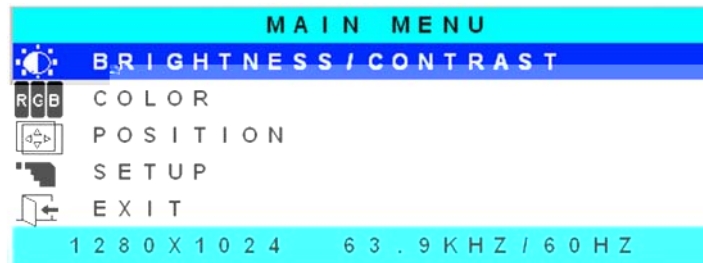 MAIN MENU
BRIGHTNESS/CONTRAST
RGB COLOR
POSITION
SETUP
EXIT
1280X1024 63.9KHZ/60HZ